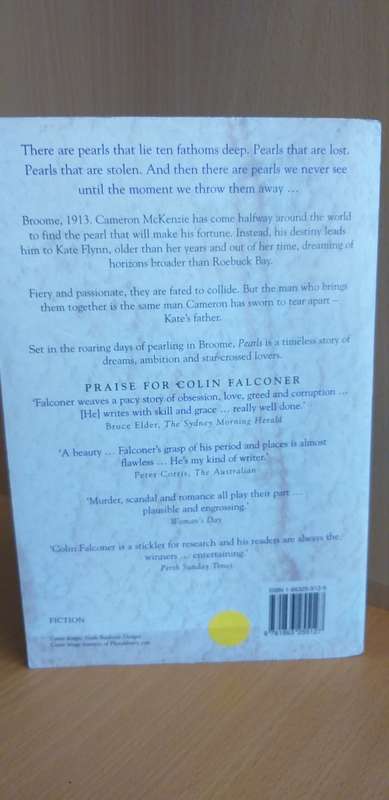 There are pearls that lie ten fathoms deep. Pearls that are lost.
Pearls that are stolen. And then there are pearls we never see
until the moment we throw them away ...
Broome, 1913. Cameron McKenzie has come halfway around the world
to find the pearl that will make his fortune. Instead, his destiny leads
him to Kate Flynn, older than her years and out of her time, dreaming of
horizons broader than Roebuck Bay.
Fiery and passionate, they are fated to collide. But the man who brings
them together is the same man Cameron has sworn to tear apart –
Kate's father.
Set in the roaring days of pearling in Broome, Pearls is a timeless story of
dreams, ambition and star-crossed lovers.
PRAISE FOR COLIN FALCONER
'Falconer weaves a pacy story of obsession, love, greed and corruption ...
[He] writes with skill and grace ... really well done.'
Bruce Elder, The Sydney Morning Herald
'A beauty ... Falconer's grasp of his period and places is almost
flawless ... He's my kind of writer.'
Peter Corris, The Australian
'Murder, scandal and romance all play their part ...
plausible and engrossing.'
Woman's Day
'Colin Falconer is a stickler for research and his readers are always the
winners ... entertaining.'
Perth Sunday Times
FICTION
ISBN 1-86325-312-